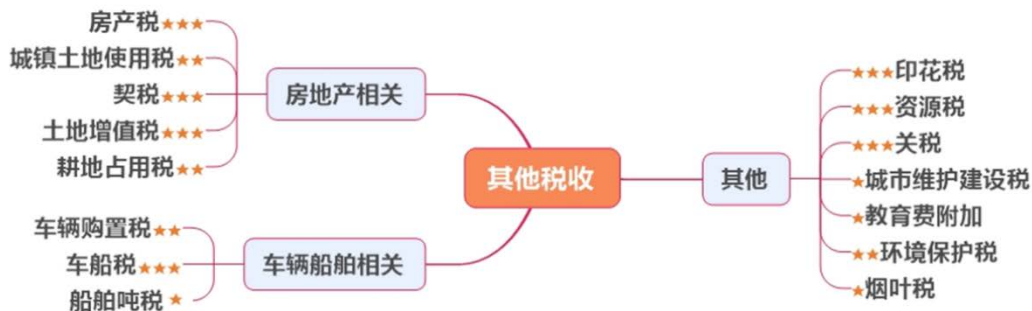 房产税★★★
城镇土地使用税★★
契税★★★
土地增值税★★★
耕地占用税★★
房地产相关
车辆购置税★★
车船税★★★
船舶吨税★
车辆船舶相关
其他税收
其他
★★★印花税
★★★资源税
★★★关税
★城市维护建设税
★教育费附加
★★环境保护税
★烟叶税